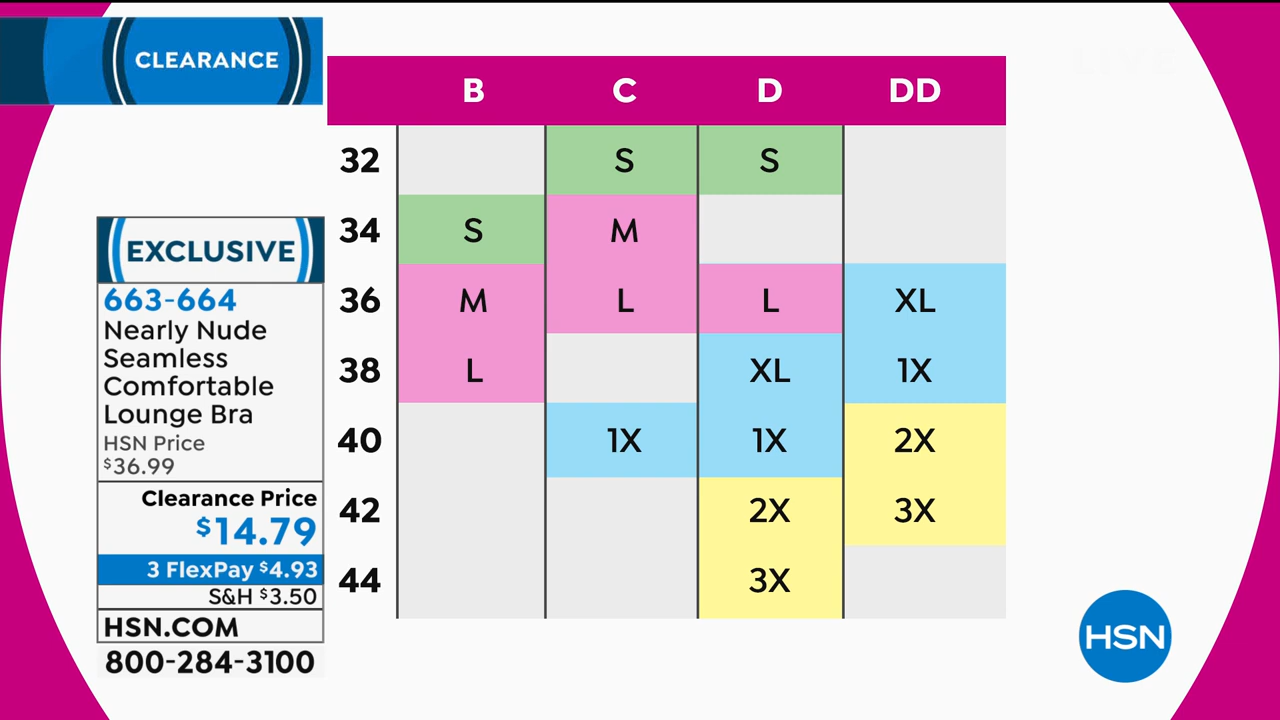 CLEARANCE
LIVE
B C D DD
32 S S
34 S M
36 M L L XL
38 L XL 1X
40 1X 1X 2X
42 2X 3X
44 3X
EXCLUSIVE
663-664
Nearly Nude
Seamless
Comfortable
Lounge Bra
HSN Price
$36.99
Clearance Price
$14.79
3 FlexPay $4.93
S&H $3.50
HSN.COM
800-284-3100
HSN